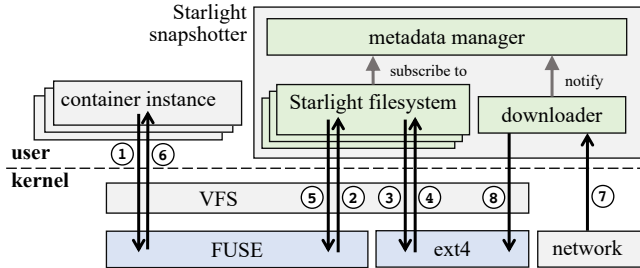 Starlight
snapshotter
metadata manager
subscribe to
notify
container instance
Starlight filesystem
downloader
user
1
6
kernel
VFS
5
2
3
4
8
7
FUSE
ext4
network